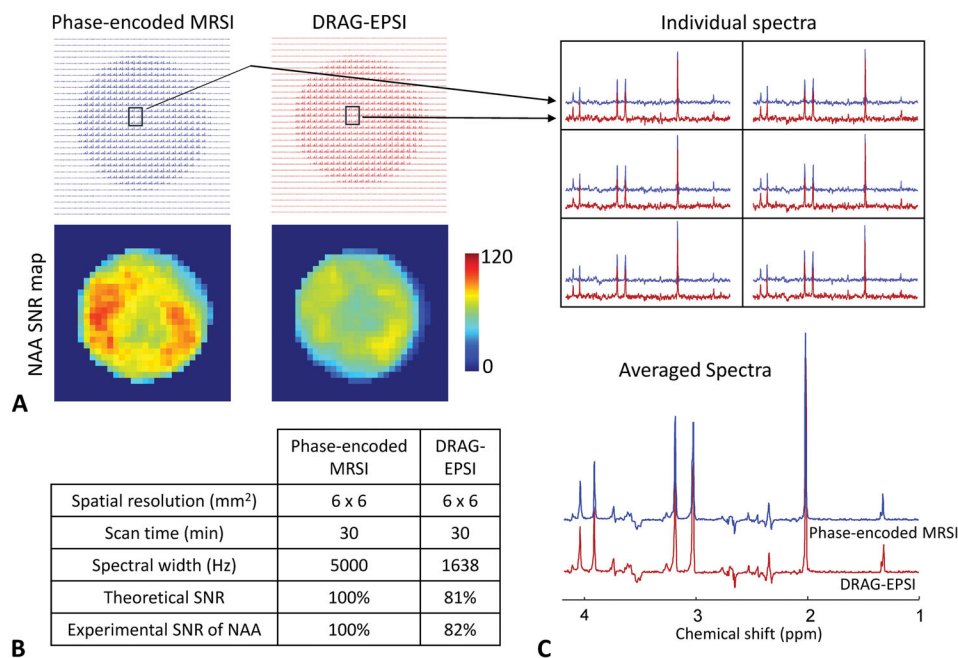 Phase-encoded MRSI
DRAG-EPSI
Individual spectra
NAA SNR map
120
0
A
Averaged Spectra
Phase-encoded MRSI
DRAG-EPSI
4
3
2
1
Chemical shift (ppm)
Phase-encoded
MRSI
DRAG-
EPSI
Spatial resolution (mm²)
6 x 6
6 x 6
Scan time (min)
30
30
Spectral width (Hz)
5000
1638
Theoretical SNR
100%
81%
Experimental SNR of NAA
100%
82%
B
C